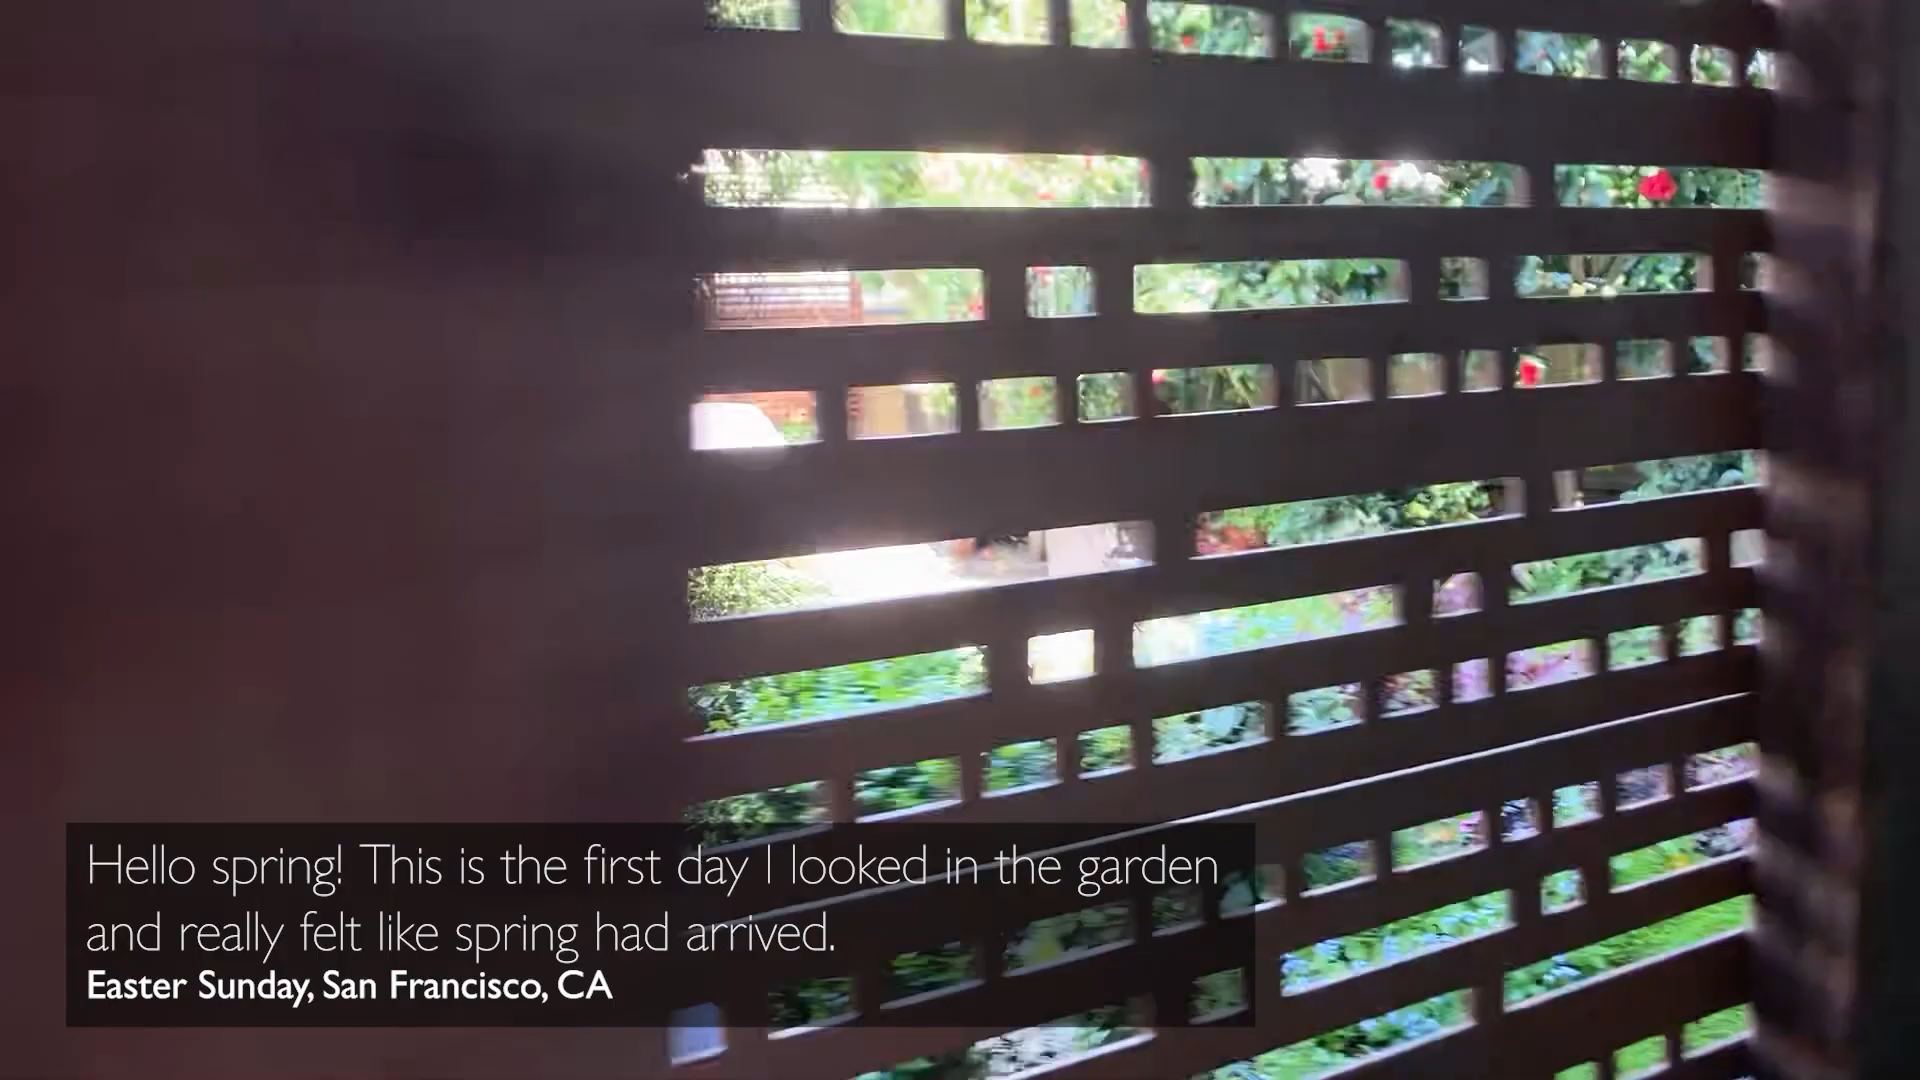 Hello spring! This is the first day I looked in the garden
and really felt like spring had arrived.
Easter Sunday, San Francisco, CA